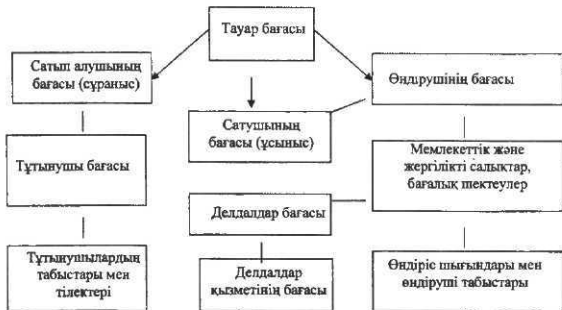 Тауар бағасы
Сатып алушының
бағасы (сұраныс)
Өндірушінің бағасы
Сатушының
бағасы (ұсыныс)
Тұтынушы бағасы
Мемлекеттік және
жергілікті салықтар,
бағалық шектеулер
Делдалдар бағасы
Тұтынушылардың
табыстары мен
тілектері
Делдалдар
қызметінің бағасы
Өндіріс шығындары мен
өндіруші табыстары